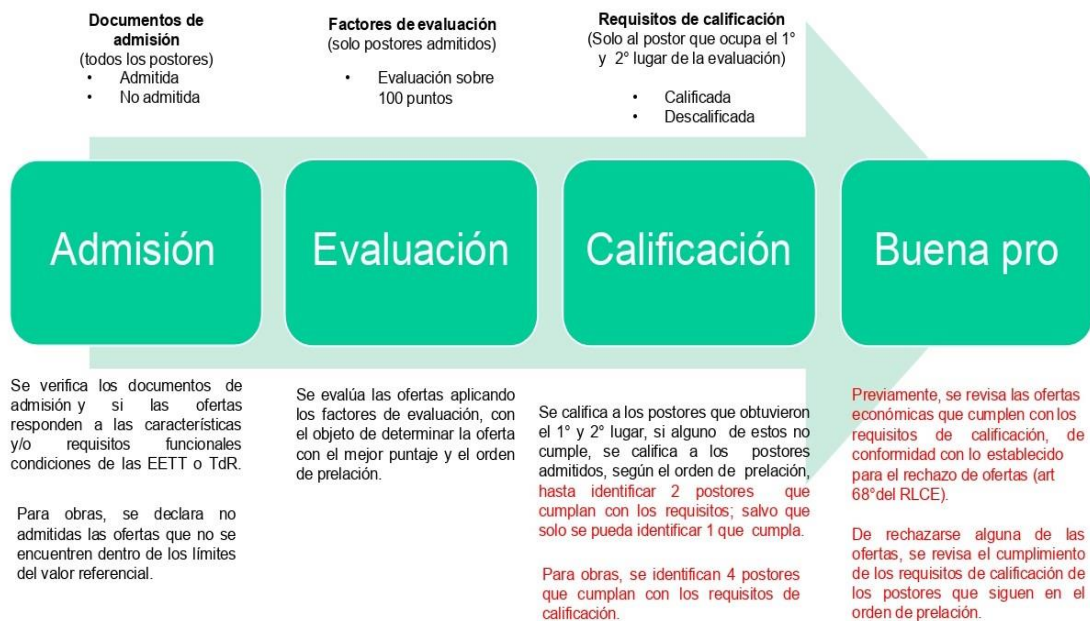 Documentos de
admisión
(todos los postores)
• Admitida
• No admitida
Factores de evaluación
(solo postores admitidos)
• Evaluación sobre
100 puntos
Requisitos de calificación
(Solo al postor que ocupa el 1°
y 2° lugar de la evaluación)
• Calificada
• Descalificada
Admisión
Evaluación
Calificación
Buena pro
Se verifica los documentos de
admisión y si las ofertas
responden a las características
y/o requisitos funcionales
condiciones de las EETT o TdR.
Para obras, se declara no
admitidas las ofertas que no se
encuentren dentro de los límites
del valor referencial.
Se evalúa las ofertas aplicando
los factores de evaluación, con
el objeto de determinar la oferta
con el mejor puntaje y el orden
de prelación.
Se califica a los postores que obtuvieron
el 1° y 2° lugar, si alguno de estos no
cumple, se califica a los postores
admitidos, según el orden de prelación,
hasta identificar 2 postores que
cumplan con los requisitos; salvo que
solo se pueda identificar 1 que cumpla.
Para obras, se identifican 4 postores
que cumplan con los requisitos de
calificación.
Previamente, se revisa las ofertas
económicas que cumplen con los
requisitos de calificación, de
conformidad con lo establecido
para el rechazo de ofertas (art
68°del RLCE).
De rechazarse alguna de las
ofertas, se revisa el cumplimiento
de los requisitos de calificación de
los postores que siguen en el
orden de prelación.